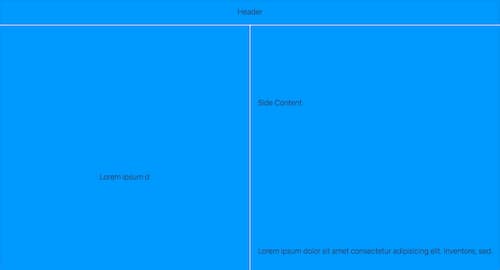 Header
Side Content
Lorem ipsum d
Lorem ipsum dolor sit amet consectetur adipisicing elit. Inventore, sed.